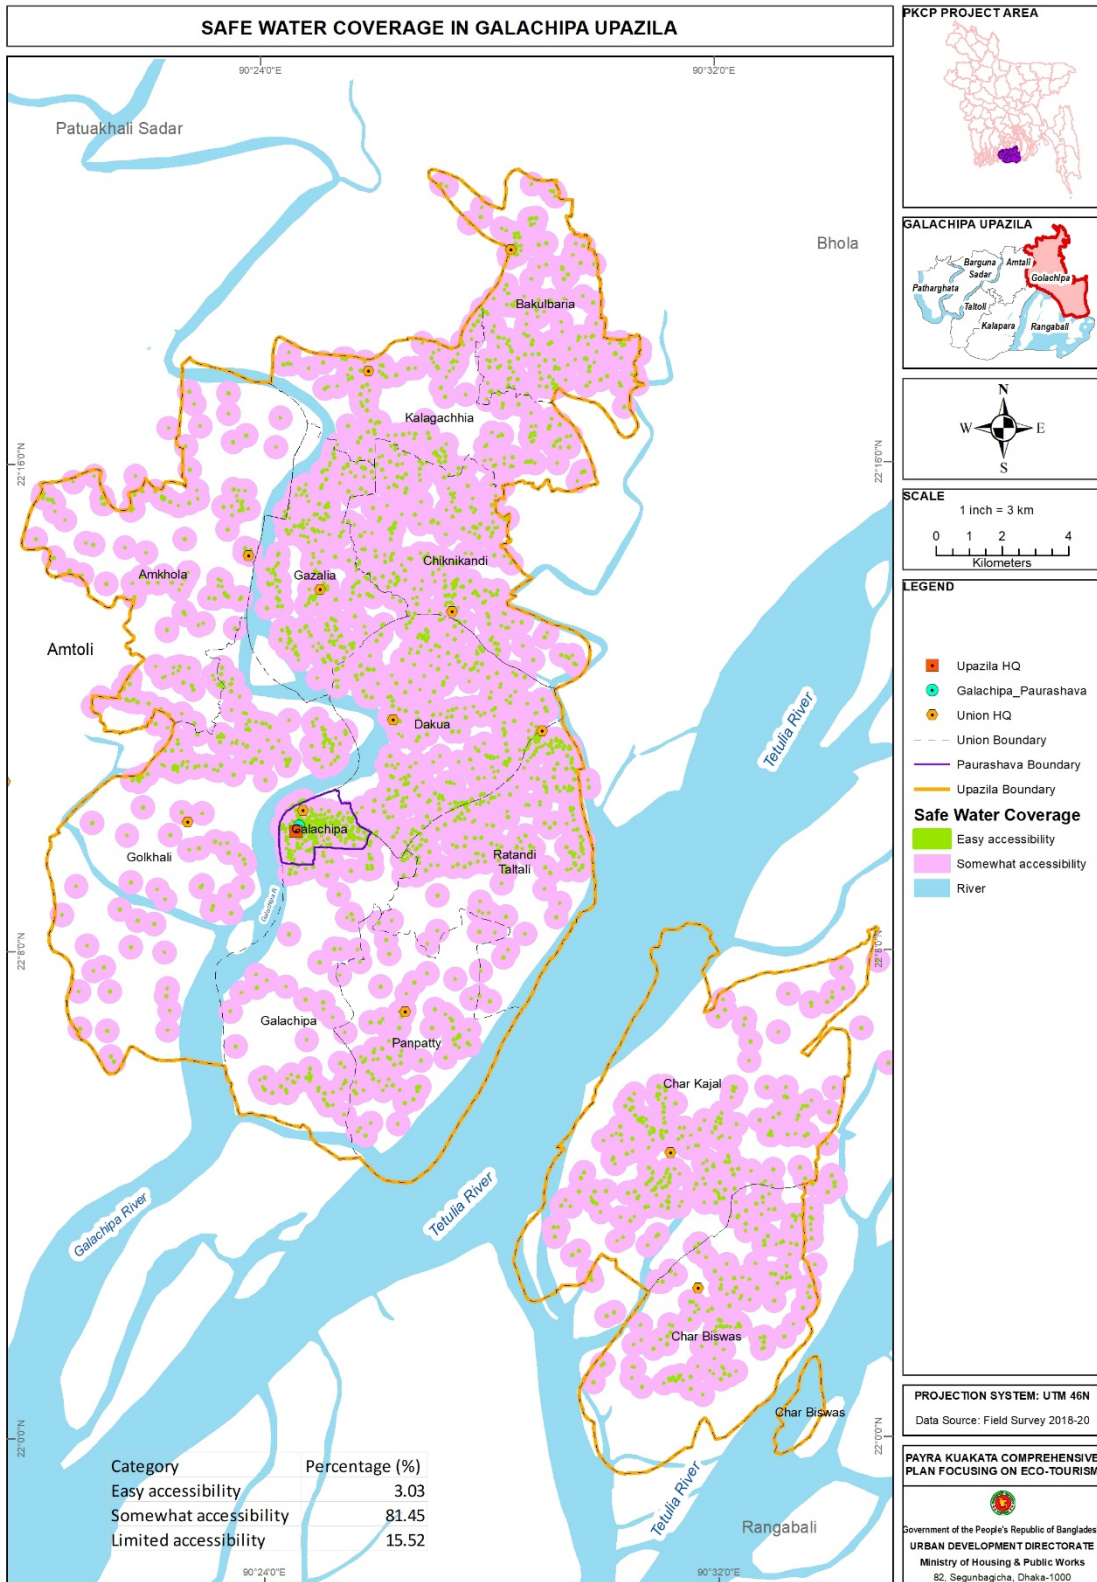 SAFE WATER COVERAGE IN GALACHIPA UPAZILA
90°24'0"E
90°32'0"E
Patuakhali Sadar
Bhola
Bakulbaria
Kalagachhia
22°16'0"N
22°16'0"N
Chiknikandi
Gazalia
Amkhola
Amtoli
Tetulia River
Dakua
Galachipa
Golkhali
Ratandi
Taltali
Galachipa R
22°8'0"N
22°8'0"N
Galachipa
Panpatty
Char Kajal
Galachipa River
Tetulia River
Char Biswas
Char Biswas
22°0'0"N
22°0'0"N
Tetulia River
Rangabali
Category Percentage (%)
Easy accessibility 3.03
Somewhat accessibility 81.45
Limited accessibility 15.52
90°24'0"E
90°32'0"E
PKCP PROJECT AREA
GALACHIPA UPAZILA
Barguna
Sadar
Amtali
Golachipa
Patharghata
Taltoli
Kalapara
Rangabali
N
W
E
S
SCALE
1 inch = 3 km
0 1 2 4
Kilometers
LEGEND
Upazila HQ
Galachipa_Paurashava
Union HQ
Union Boundary
Paurashava Boundary
Upazila Boundary
Safe Water Coverage
Easy accessibility
Somewhat accessibility
River
PROJECTION SYSTEM: UTM 46N
Data Source: Field Survey 2018-20
PAYRA KUAKATA COMPREHENSIVE
PLAN FOCUSING ON ECO-TOURISM
Government of the People's Republic of Bangladesh
URBAN DEVELOPMENT DIRECTORATE
Ministry of Housing & Public Works
82, Segunbagicha, Dhaka-1000